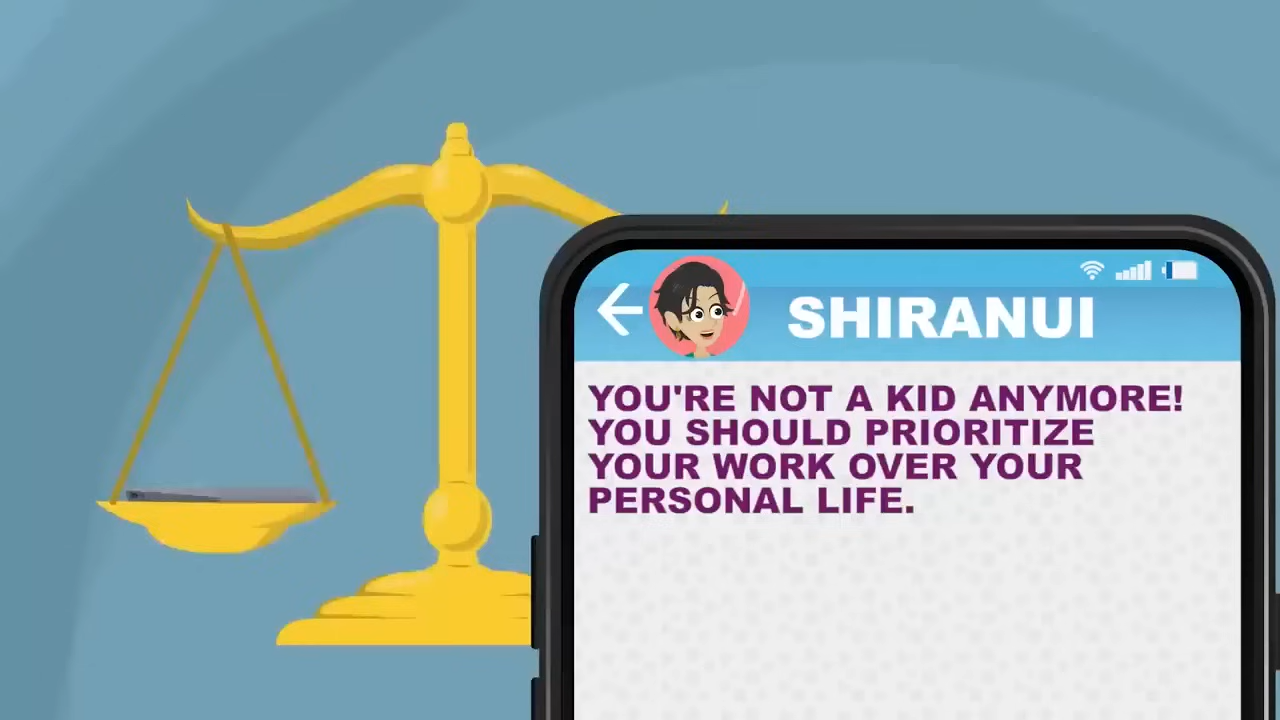 SHIRANUI
YOU'RE NOT A KID ANYMORE!
YOU SHOULD PRIORITIZE
YOUR WORK OVER YOUR
PERSONAL LIFE.